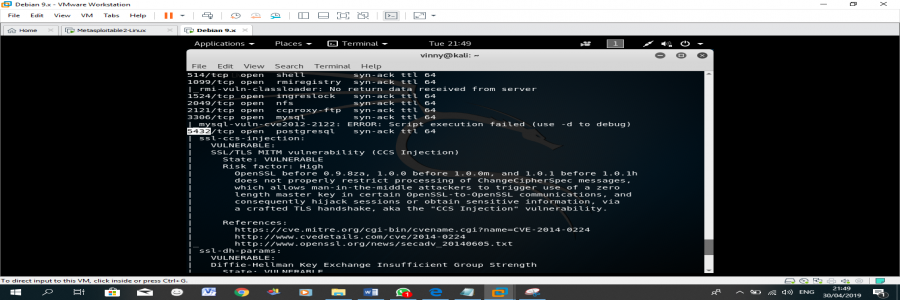 Debian 9.x - VMware Workstation
File Edit View VM Tabs Help
Home Metasploitable2-Linux Debian 9.x
Applications Places Terminal Tue 21:49 1
vinny@kali: ~
File Edit View Search Terminal Help
514/tcp open shell syn-ack ttl 64
1099/tcp open rmiregistry syn-ack ttl 64
|_rmi-vuln-classloader: No return data received from server
1524/tcp open ingreslock syn-ack ttl 64
2049/tcp open nfs syn-ack ttl 64
2121/tcp open ccproxy-ftp syn-ack ttl 64
3306/tcp open mysql syn-ack ttl 64
|_mysql-vuln-cve2012-2122: ERROR: Script execution failed (use -d to debug)
5432/tcp open postgresql syn-ack ttl 64
| ssl-ccs-injection:
| VULNERABLE:
| SSL/TLS MITM vulnerability (CCS Injection)
| State: VULNERABLE
| Risk factor: High
| OpenSSL before 0.9.8za, 1.0.0 before 1.0.0m, and 1.0.1 before 1.0.1h
| does not properly restrict processing of ChangeCipherSpec messages,
| which allows man-in-the-middle attackers to trigger use of a zero
| length master key in certain OpenSSL-to-OpenSSL communications, and
| consequently hijack sessions or obtain sensitive information, via
| a crafted TLS handshake, aka the "CCS Injection" vulnerability.
|
| References:
| https://cve.mitre.org/cgi-bin/cvename.cgi?name=CVE-2014-0224
| http://www.cvedetails.com/cve/2014-0224
|_ http://www.openssl.org/news/secadv_20140605.txt
| ssl-dh-params:
| VULNERABLE:
| Diffie-Hellman Key Exchange Insufficient Group Strength
| State: VULNERABLE
To direct input to this VM, click inside or press Ctrl+G.
ENG
21:49
30/04/2019